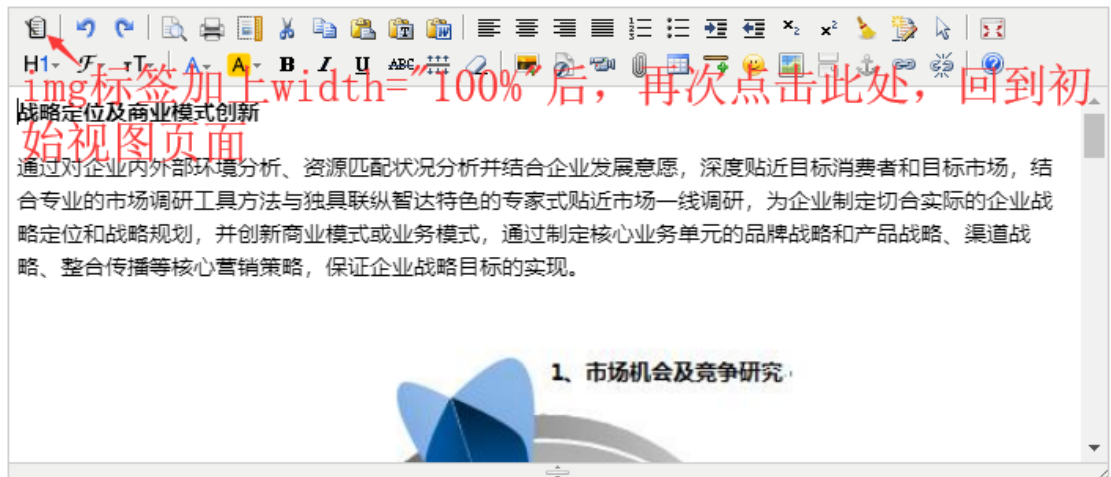 H1 F T A A B I U ABC
img标签加上width="100%"后，再次点击此处，回到初
始视图页面
战略定位及商业模式创新
通过对企业内外部环境分析、资源匹配状况分析并结合企业发展意愿，深度贴近目标消费者和目标市场，结
合专业的市场调研工具方法与独具联纵智达特色的专家式贴近市场一线调研，为企业制定切合实际的企业战
略定位和战略规划，并创新商业模式或业务模式，通过制定核心业务单元的品牌战略和产品战略、渠道战
略、整合传播等核心营销策略，保证企业战略目标的实现。
1、市场机会及竞争研究